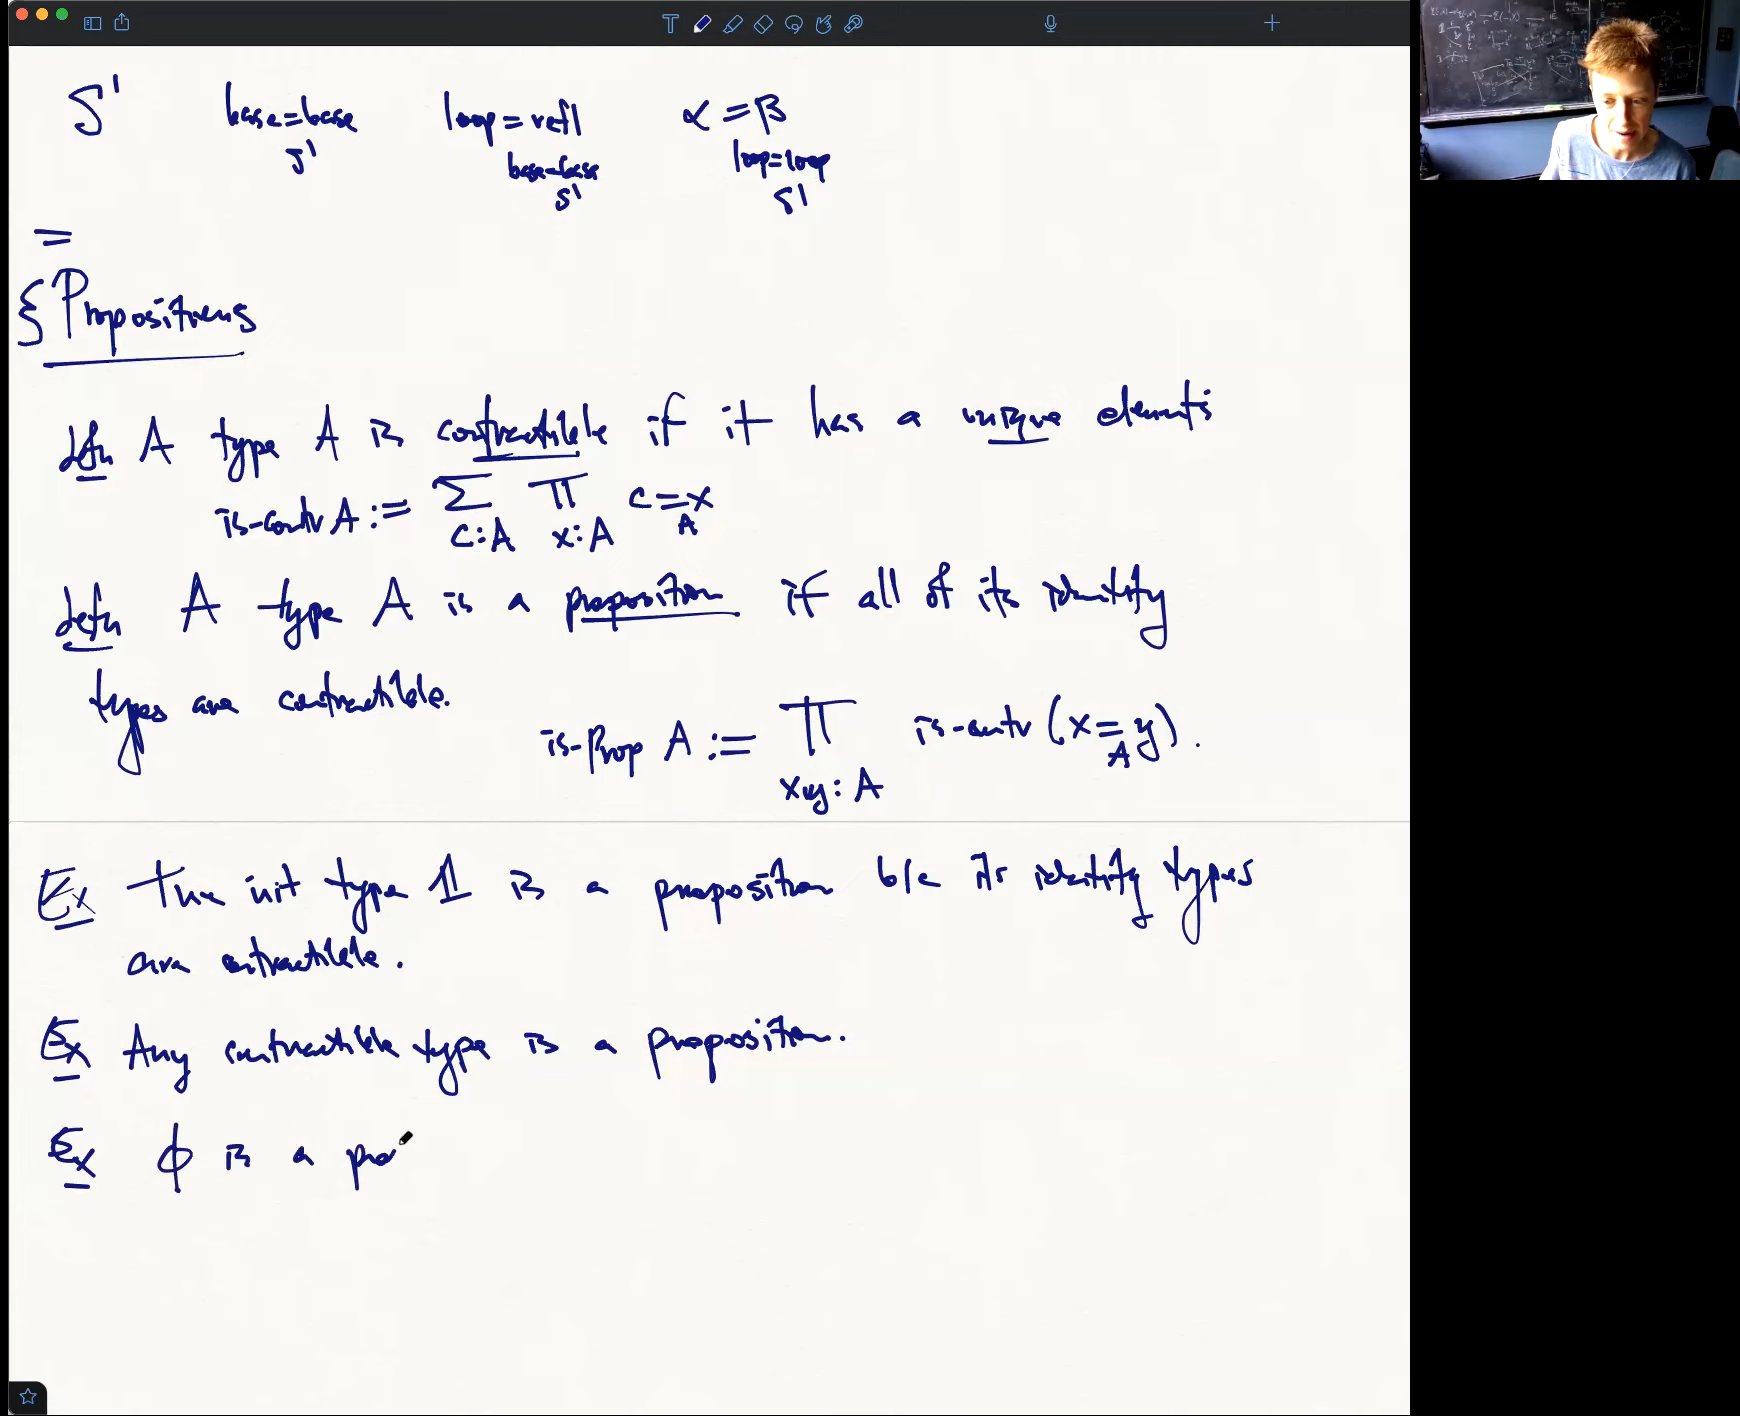 S¹ base=base loop=refl α=β
S¹ base=base loop=loop
S¹ S¹
=
§ Propositions
defn A type A is contractible if it has a unique elements
is-contr A := Σ Π c=x
c:A x:A A
defn A type A is a proposition if all of its identity
types are contractible.
is-Prop A := Π is-contr (x=y).
x,y:A A
Ex The unit type 𝟙 is a proposition b/c its identity types
are contractible.
Ex Any contractible type is a proposition.
Ex ϕ is a pro